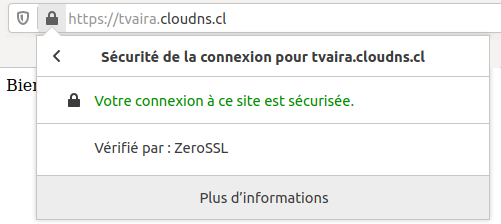 https://tvaira.cloudns.cl
Sécurité de la connexion pour tvaira.cloudns.cl
Bien
Votre connexion à ce site est sécurisée.
Vérifié par : ZeroSSL
Plus d'informations